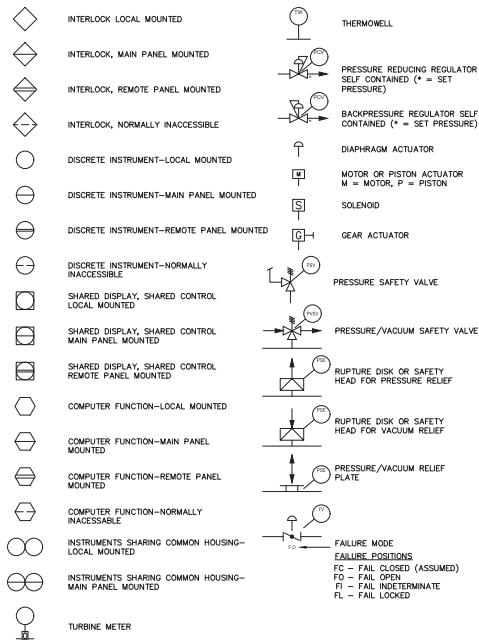 INTERLOCK LOCAL MOUNTED
INTERLOCK, MAIN PANEL MOUNTED
INTERLOCK, REMOTE PANEL MOUNTED
INTERLOCK, NORMALLY INACCESSIBLE
DISCRETE INSTRUMENT–LOCAL MOUNTED
DISCRETE INSTRUMENT–MAIN PANEL MOUNTED
DISCRETE INSTRUMENT–REMOTE PANEL MOUNTED
DISCRETE INSTRUMENT–NORMALLY
INACCESSIBLE
SHARED DISPLAY, SHARED CONTROL
LOCAL MOUNTED
SHARED DISPLAY, SHARED CONTROL
MAIN PANEL MOUNTED
SHARED DISPLAY, SHARED CONTROL
REMOTE PANEL MOUNTED
COMPUTER FUNCTION–LOCAL MOUNTED
COMPUTER FUNCTION–MAIN PANEL
MOUNTED
COMPUTER FUNCTION–REMOTE PANEL
MOUNTED
COMPUTER FUNCTION–NORMALLY
INACCESSABLE
INSTRUMENTS SHARING COMMON HOUSING–
LOCAL MOUNTED
INSTRUMENTS SHARING COMMON HOUSING–
MAIN PANEL MOUNTED
TURBINE METER
TW
THERMOWELL
PCV
*
PRESSURE REDUCING REGULATOR
SELF CONTAINED (* = SET
PRESSURE)
PCV
*
BACKPRESSURE REGULATOR SELF
CONTAINED (* = SET PRESSURE)
DIAPHRAGM ACTUATOR
M
MOTOR OR PISTON ACTUATOR
M = MOTOR, P = PISTON
S
SOLENOID
G
GEAR ACTUATOR
PSV
PRESSURE SAFETY VALVE
PVSV
PRESSURE/VACUUM SAFETY VALVE
PSE
RUPTURE DISK OR SAFETY
HEAD FOR PRESSURE RELIEF
PSE
RUPTURE DISK OR SAFETY
HEAD FOR VACUUM RELIEF
PSE
PRESSURE/VACUUM RELIEF
PLATE
FV
FO
FAILURE MODE
FAILURE POSITIONS
FC – FAIL CLOSED (ASSUMED)
FO – FAIL OPEN
FI – FAIL INDETERMINATE
FL – FAIL LOCKED